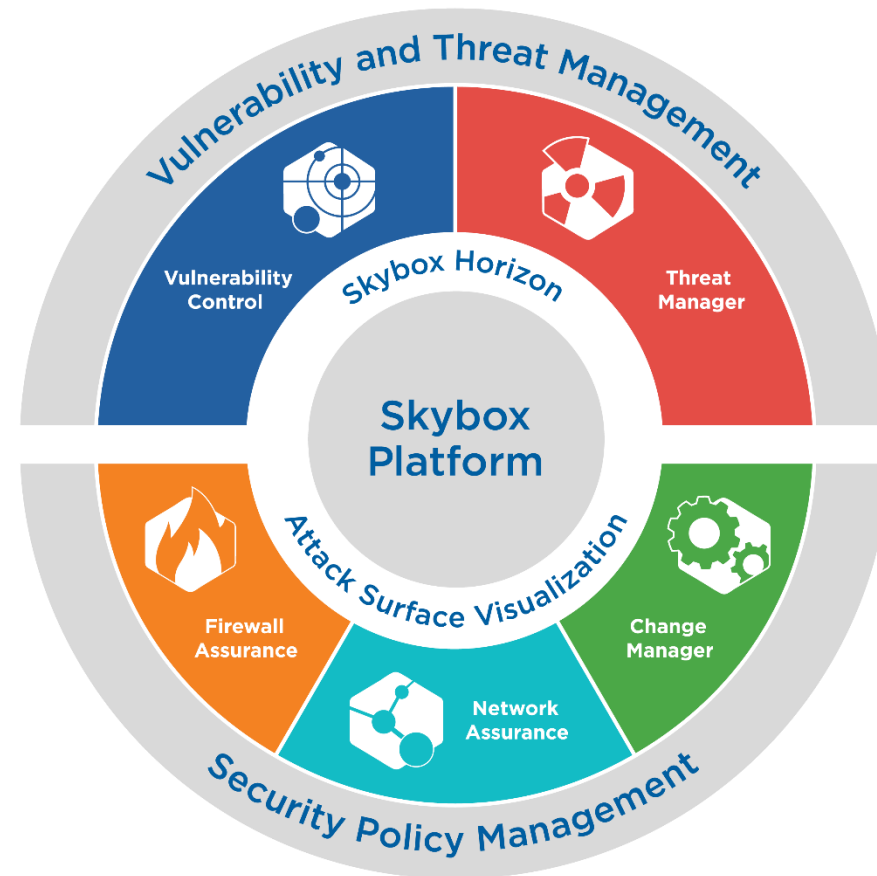 Vulnerability and Threat Management
Vulnerability
Control
Threat
Manager
Skybox Horizon
Skybox
Platform
Attack Surface Visualization
Firewall
Assurance
Network
Assurance
Change
Manager
Security Policy Management